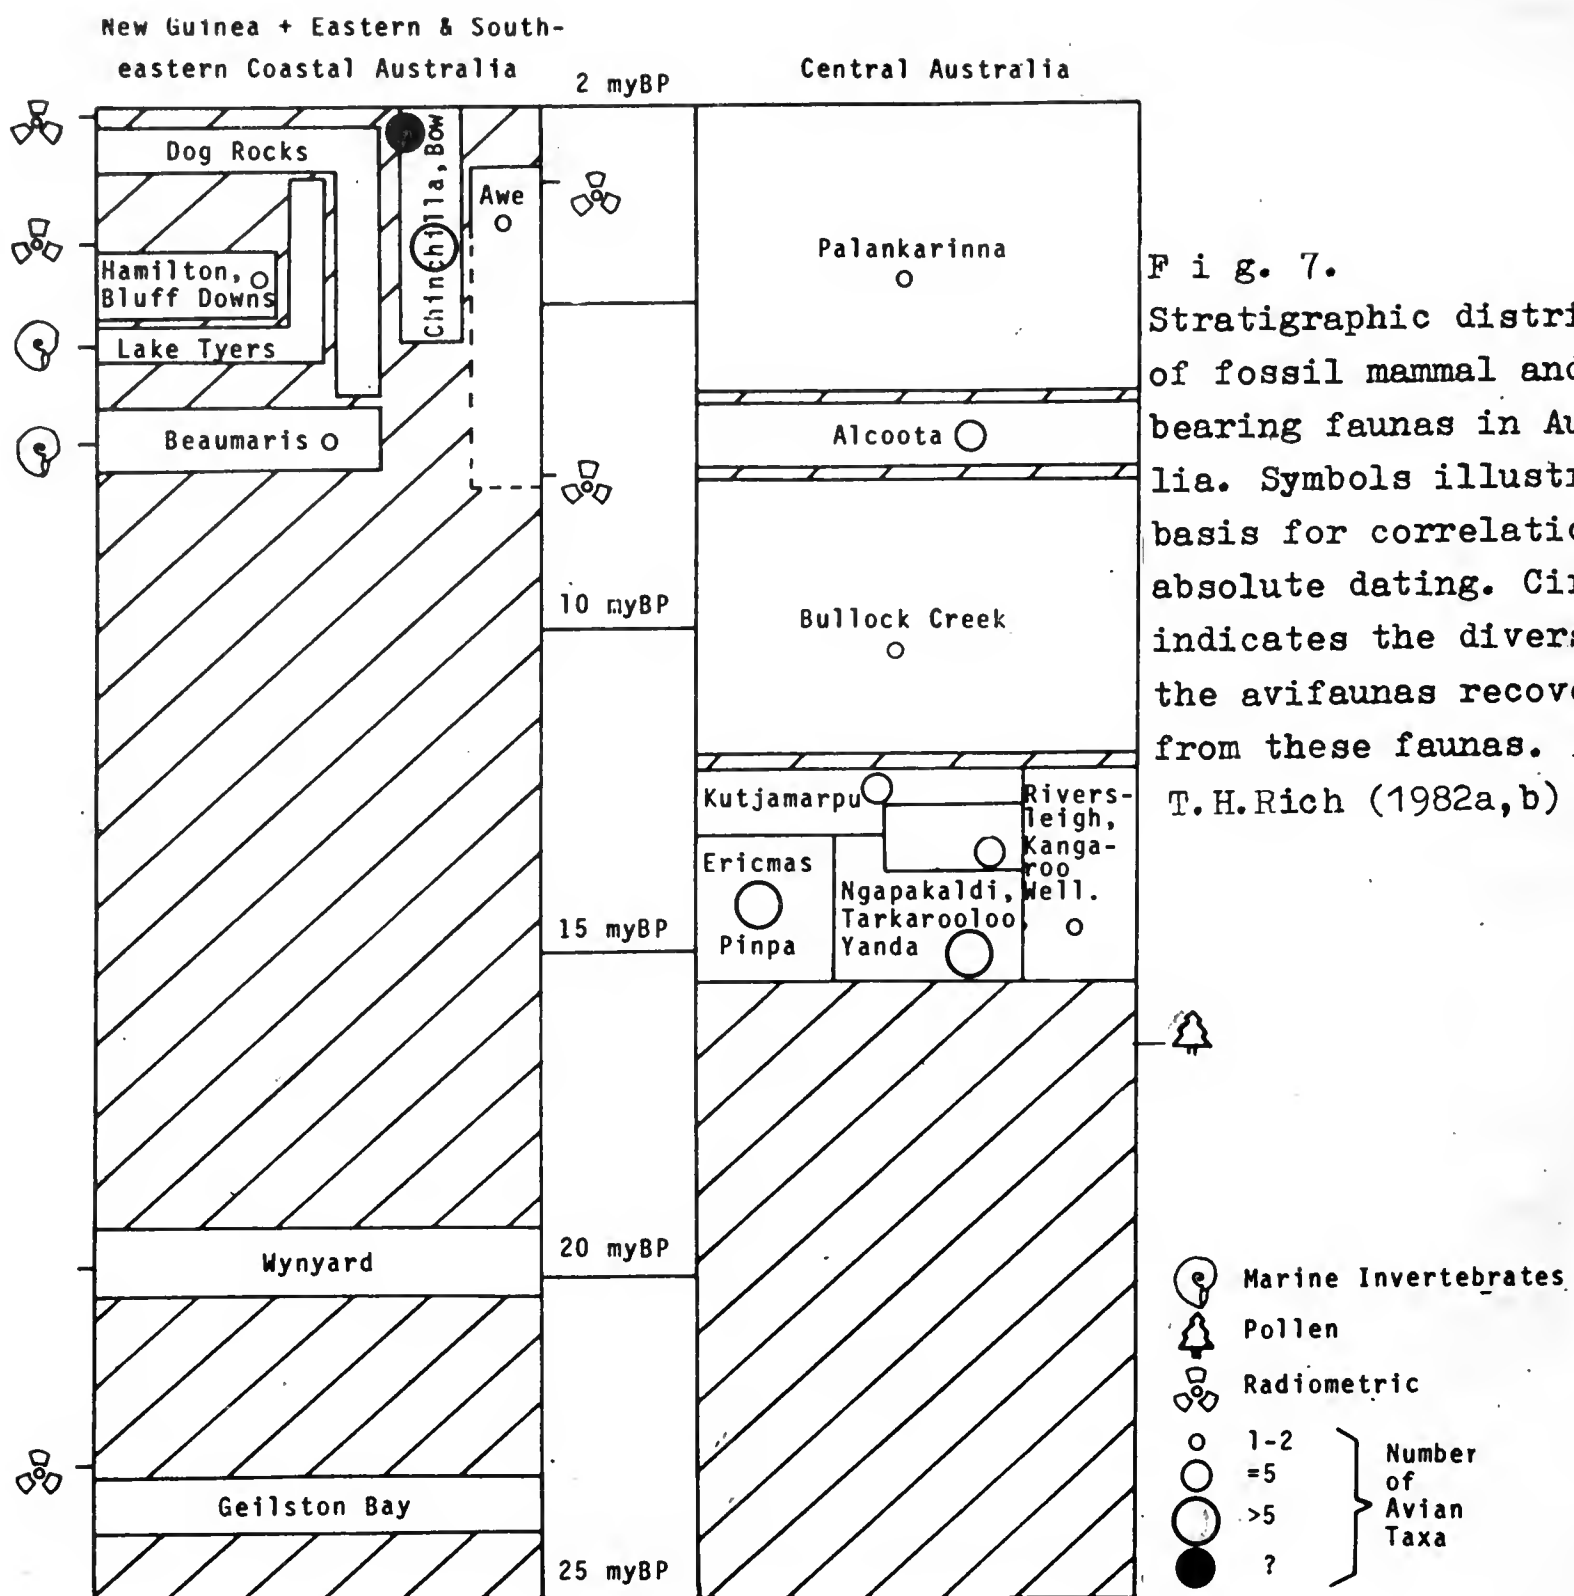 New Guinea + Eastern & South-
eastern Coastal Australia
2 myBP
Central Australia
Dog Rocks
Chinchilla, Bow
Awe
Hamilton,
Bluff Downs
Lake Tyers
Beaumaris
Palankarinna
Alcoota
10 myBP
Bullock Creek
Kutjamarpu
Rivers-
leigh,
Kanga-
roo
Well.
Ericmas
Pinpa
Ngapakaldi,
Tarkarooloo
Yanda
15 myBP
Wynyard
20 myBP
Geilston Bay
25 myBP
Fig. 7.
Stratigraphic distri
of fossil mammal and
bearing faunas in Au
lia. Symbols illustr
basis for correlatio
absolute dating. Cir
indicates the divers
the avifaunas recove
from these faunas.
T.H.Rich (1982a,b)
Marine Invertebrates
Pollen
Radiometric
1-2
=5
>5
?
Number
of
Avian
Taxa